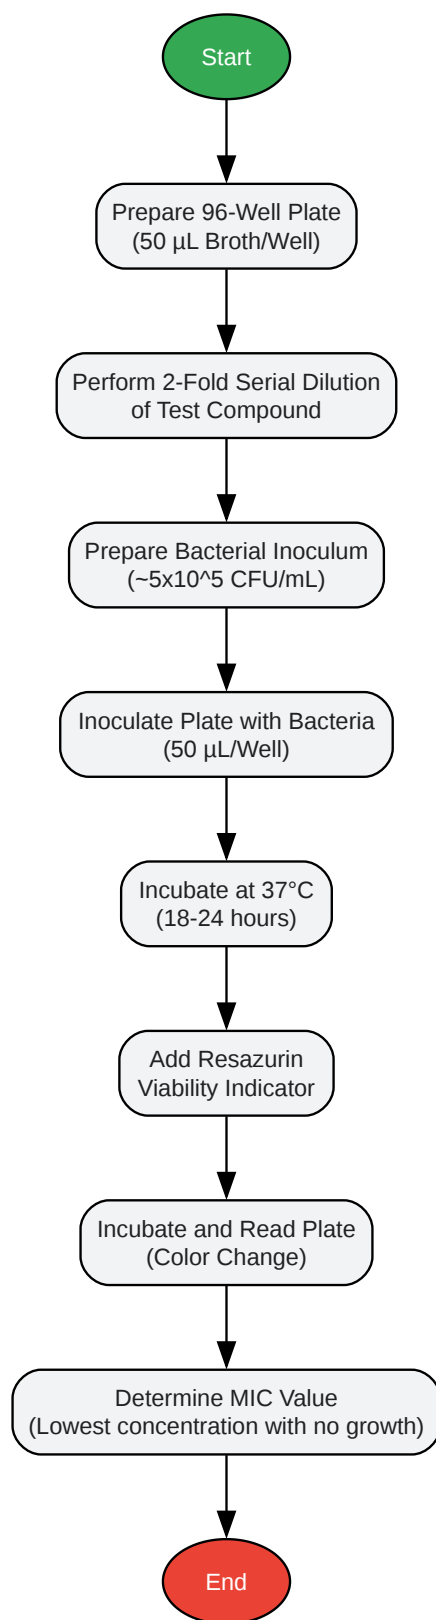 Start
Prepare 96-Well Plate
(50 µL Broth/Well)
Perform 2-Fold Serial Dilution
of Test Compound
Prepare Bacterial Inoculum
(~5x10^5 CFU/mL)
Inoculate Plate with Bacteria
(50 µL/Well)
Incubate at 37°C
(18-24 hours)
Add Resazurin
Viability Indicator
Incubate and Read Plate
(Color Change)
Determine MIC Value
(Lowest concentration with no growth)
End